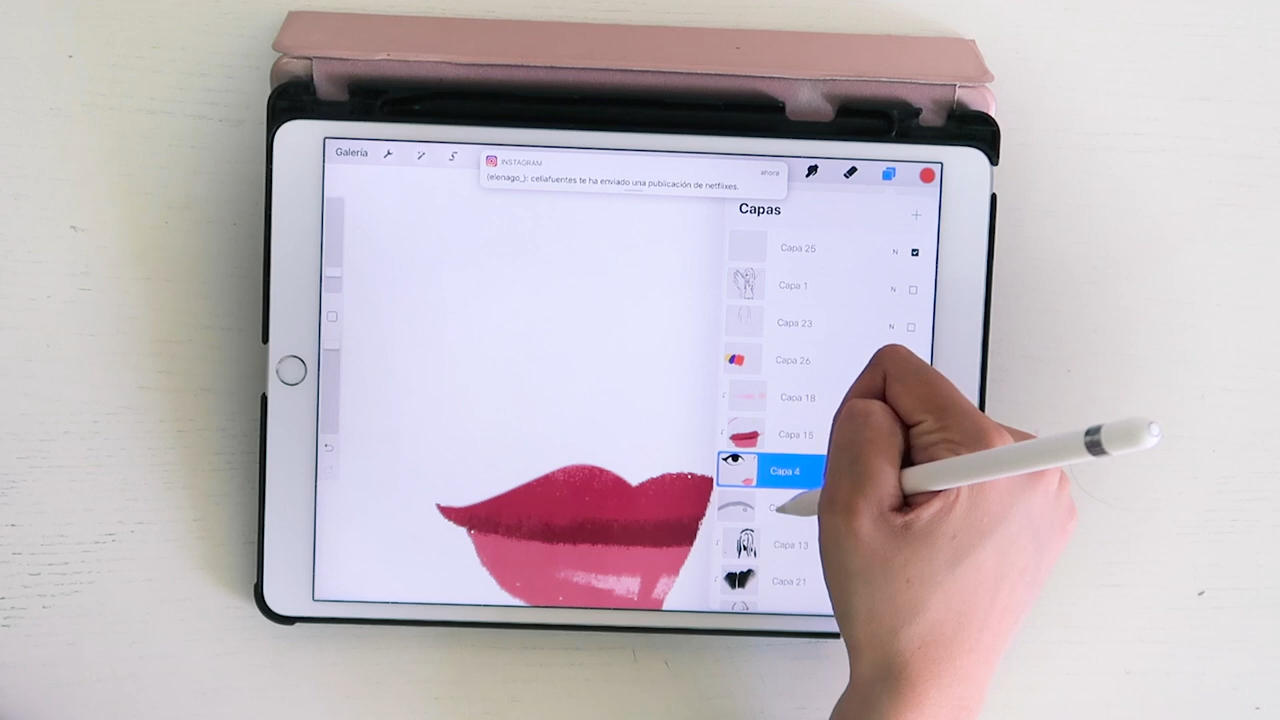 Galería
INSTAGRAM
ahora
(elenago_): celiafuentes te ha enviado una publicación de netflixes.
Capas
Capa 25
N
Capa 1
N
Capa 23
N
Capa 26
Capa 18
Capa 15
Capa 4
Capa 13
Capa 21